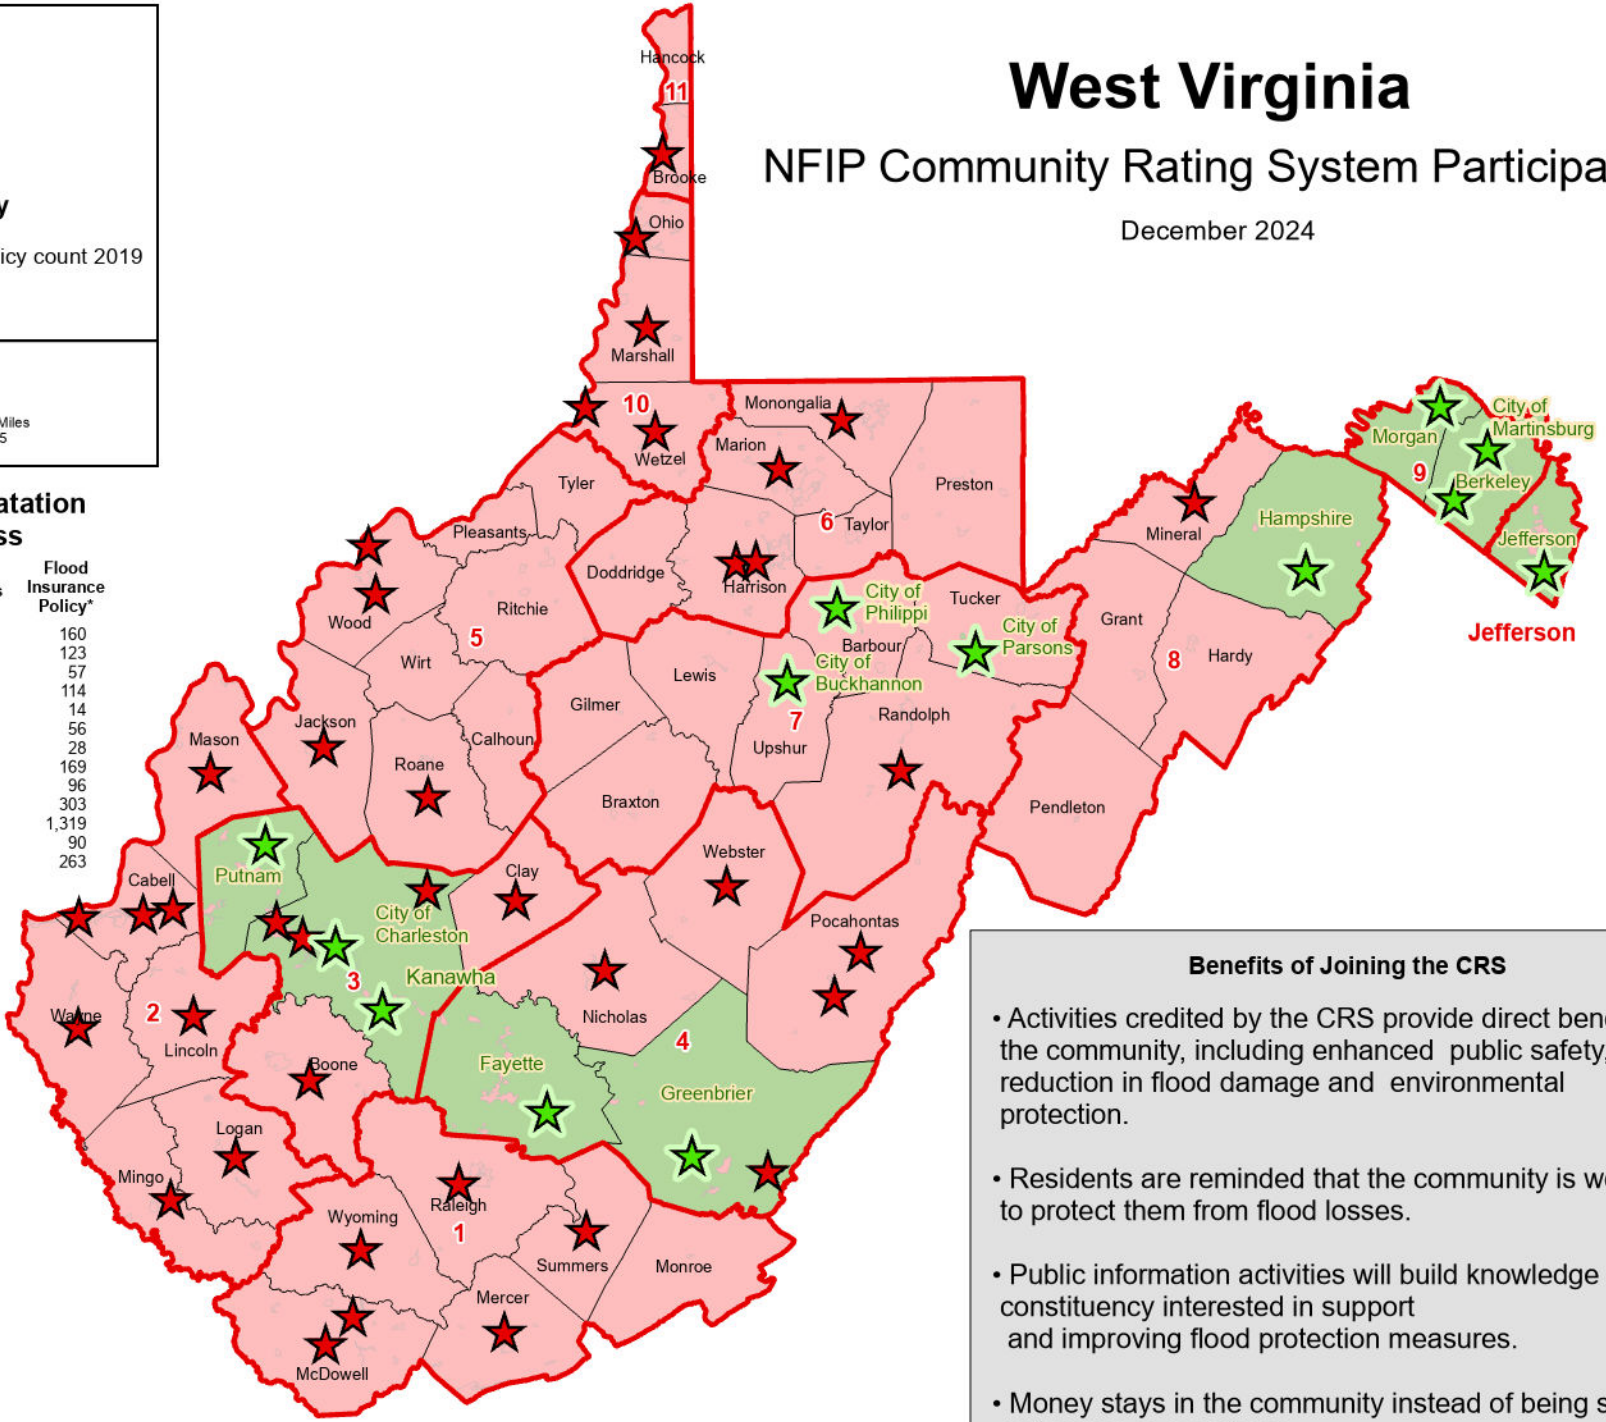 West Virginia
NFIP Community Rating System Participa
December 2024
y
icy count 2019
Miles
5
atation
ss
s
Flood
Insurance
Policy*
160
123
57
114
14
56
28
169
96
303
1,319
90
263
Hancock
11
Brooke
Ohio
Marshall
10
Wetzel
Monongalia
Marion
Preston
6
Taylor
Tyler
Pleasants
Doddridge
Harrison
Ritchie
Wood
5
Wirt
Jackson
Calhoun
Roane
Mason
Gilmer
Lewis
Braxton
City of
Philippi
Barbour
City of
Buckhannon
7
Upshur
Tucker
City of
Parsons
Randolph
Mineral
Hampshire
Grant
8
Hardy
Pendleton
Morgan
City of
Martinsburg
9
Berkeley
Jefferson
Jefferson
Putnam
Cabell
City of
Charleston
3
Kanawha
Clay
Webster
Pocahontas
Nicholas
4
Fayette
Greenbrier
Wayne
2
Lincoln
Boone
Logan
Mingo
Wyoming
Raleigh
1
Summers
Monroe
Mercer
McDowell
Benefits of Joining the CRS
• Activities credited by the CRS provide direct bene
the community, including enhanced public safety,
reduction in flood damage and environmental
protection.
• Residents are reminded that the community is wo
to protect them from flood losses.
• Public information activities will build knowledge
constituency interested in support
and improving flood protection measures.
• Money stays in the community instead of being s